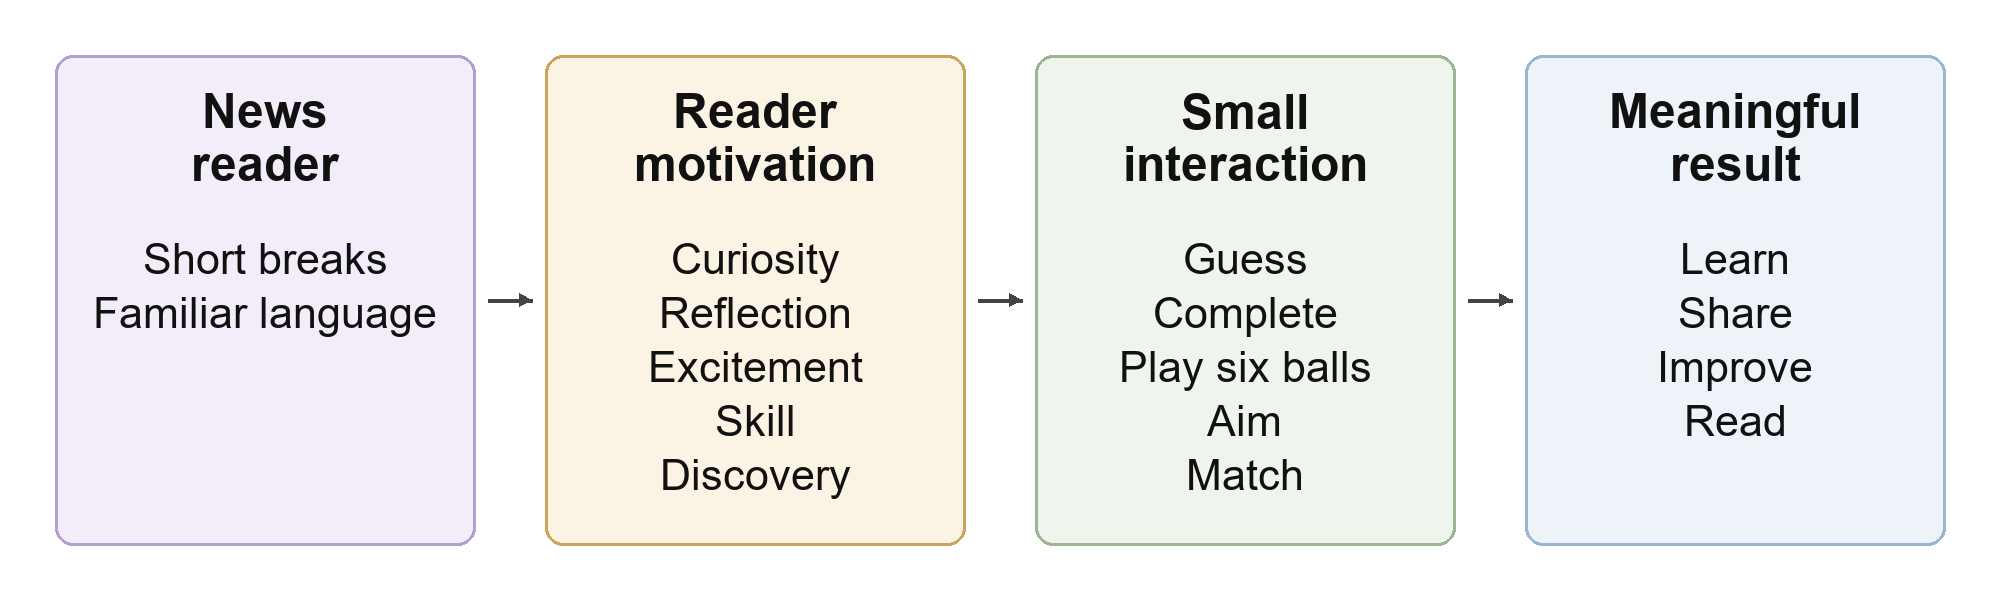 News
reader
Short breaks
Familiar language
Reader
motivation
Curiosity
Reflection
Excitement
Skill
Discovery
Small
interaction
Guess
Complete
Play six balls
Aim
Match
Meaningful
result
Learn
Share
Improve
Read